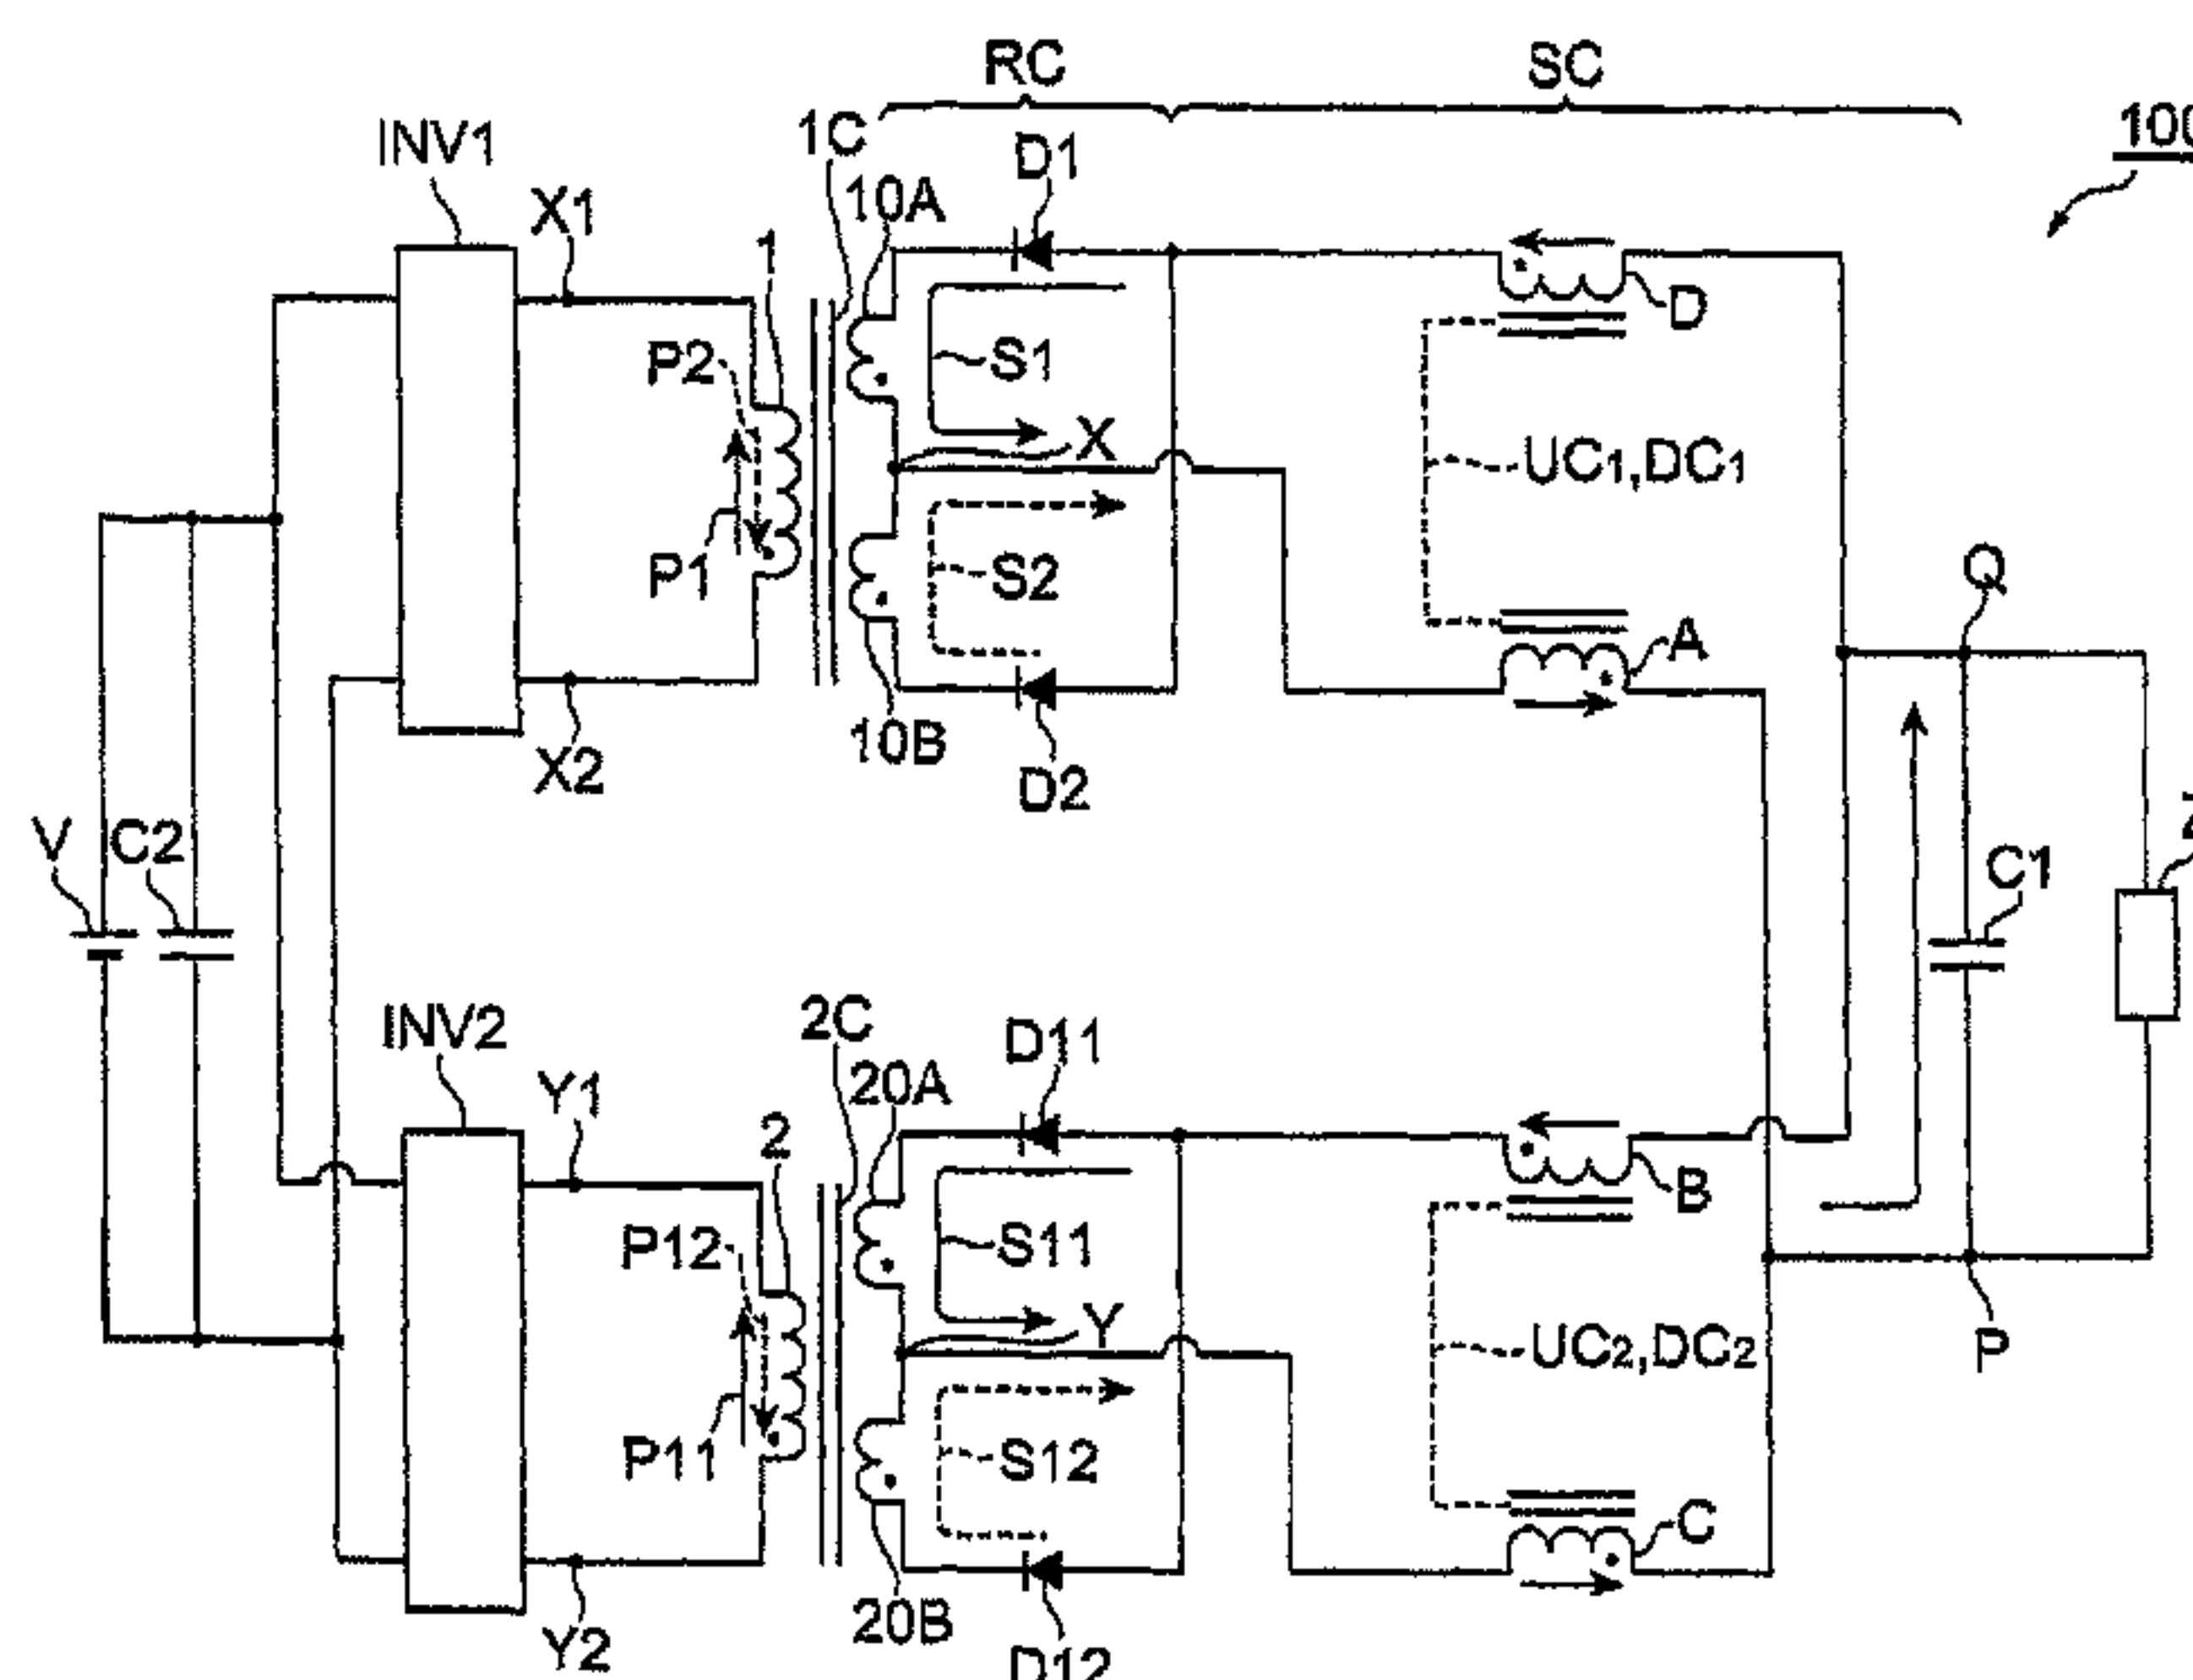 RC
SC
100
INV1
1C
D1
X1
10A
1
D
P2
S1
X
UC1,DC1
P1
S2
Q
A
10B
X2
D2
V
C2
C1
Z
INV2
2C
D11
Y1
20A
2
B
P12
S11
Y
UC2,DC2
P
P11
S12
C
20B
Y2
D12